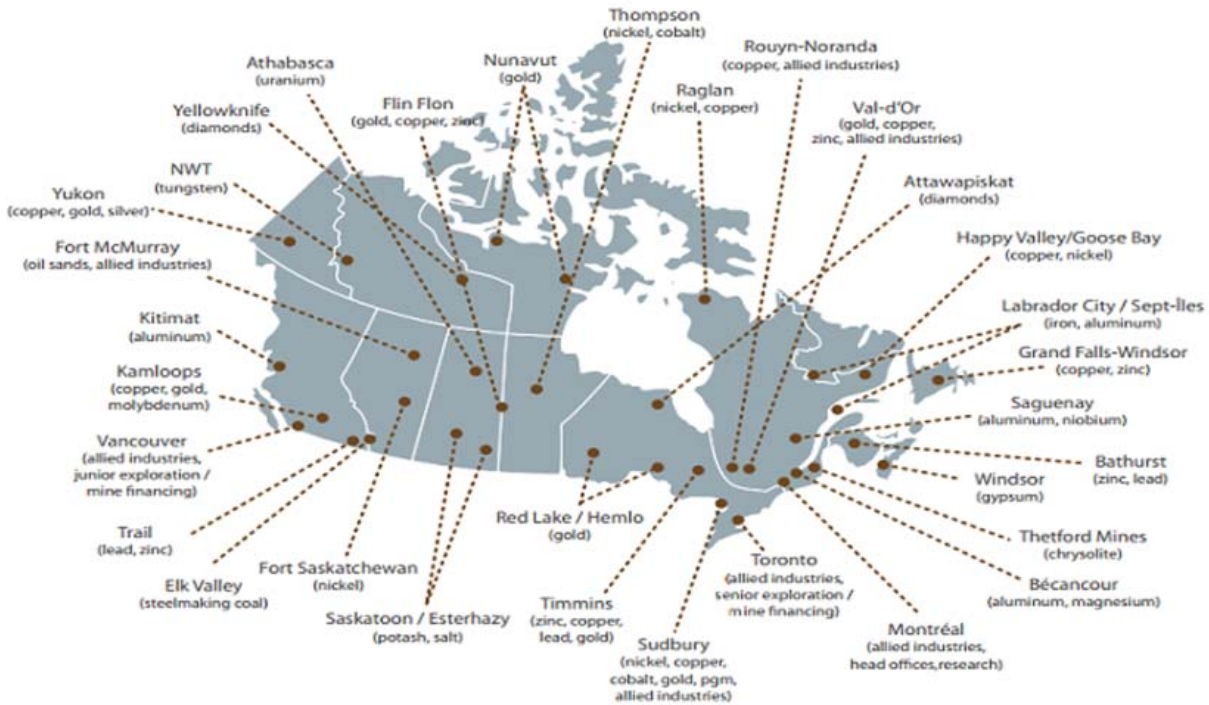 Thompson
(nickel, cobalt)
Rouyn-Noranda
(copper, allied industries)
Athabasca
(uranium)
Nunavut
(gold)
Raglan
(nickel, copper)
Val-d'Or
(gold, copper,
zinc, allied industries)
Yellowknife
(diamonds)
Flin Flon
(gold, copper, zinc)
NWT
(tungsten)
Attawapiskat
(diamonds)
Yukon
(copper, gold, silver)
Happy Valley/Goose Bay
(copper, nickel)
Fort McMurray
(oil sands, allied industries)
Labrador City / Sept-Îles
(iron, aluminum)
Kitimat
(aluminum)
Grand Falls-Windsor
(copper, zinc)
Kamloops
(copper, gold,
molybdenum)
Saguenay
(aluminum, niobium)
Vancouver
(allied industries,
junior exploration /
mine financing)
Bathurst
(zinc, lead)
Windsor
(gypsum)
Red Lake / Hemlo
(gold)
Trail
(lead, zinc)
Thetford Mines
(chrysolite)
Fort Saskatchewan
(nickel)
Toronto
(allied industries,
senior exploration /
mine financing)
Elk Valley
(steelmaking coal)
Bécancour
(aluminum, magnesium)
Saskatoon / Esterhazy
(potash, salt)
Timmins
(zinc, copper,
lead, gold)
Montréal
(allied industries,
head offices,research)
Sudbury
(nickel, copper,
cobalt, gold, pgm,
allied industries)